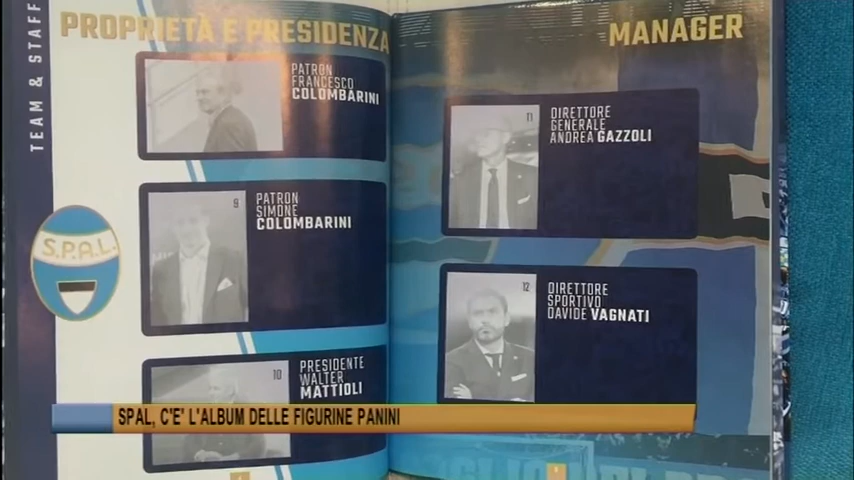 TEAM & STAFF
PROPRIETÀ E PRESIDENZA
PATRON
FRANCESCO
COLOMBARINI
9
PATRON
SIMONE
COLOMBARINI
S.P.A.L.
10
PRESIDENTE
WALTER
MATTIOLI
MANAGER
11
DIRETTORE
GENERALE
ANDREA GAZZOLI
12
DIRETTORE
SPORTIVO
DAVIDE VAGNATI
SPAL, C'E' L'ALBUM DELLE FIGURINE PANINI